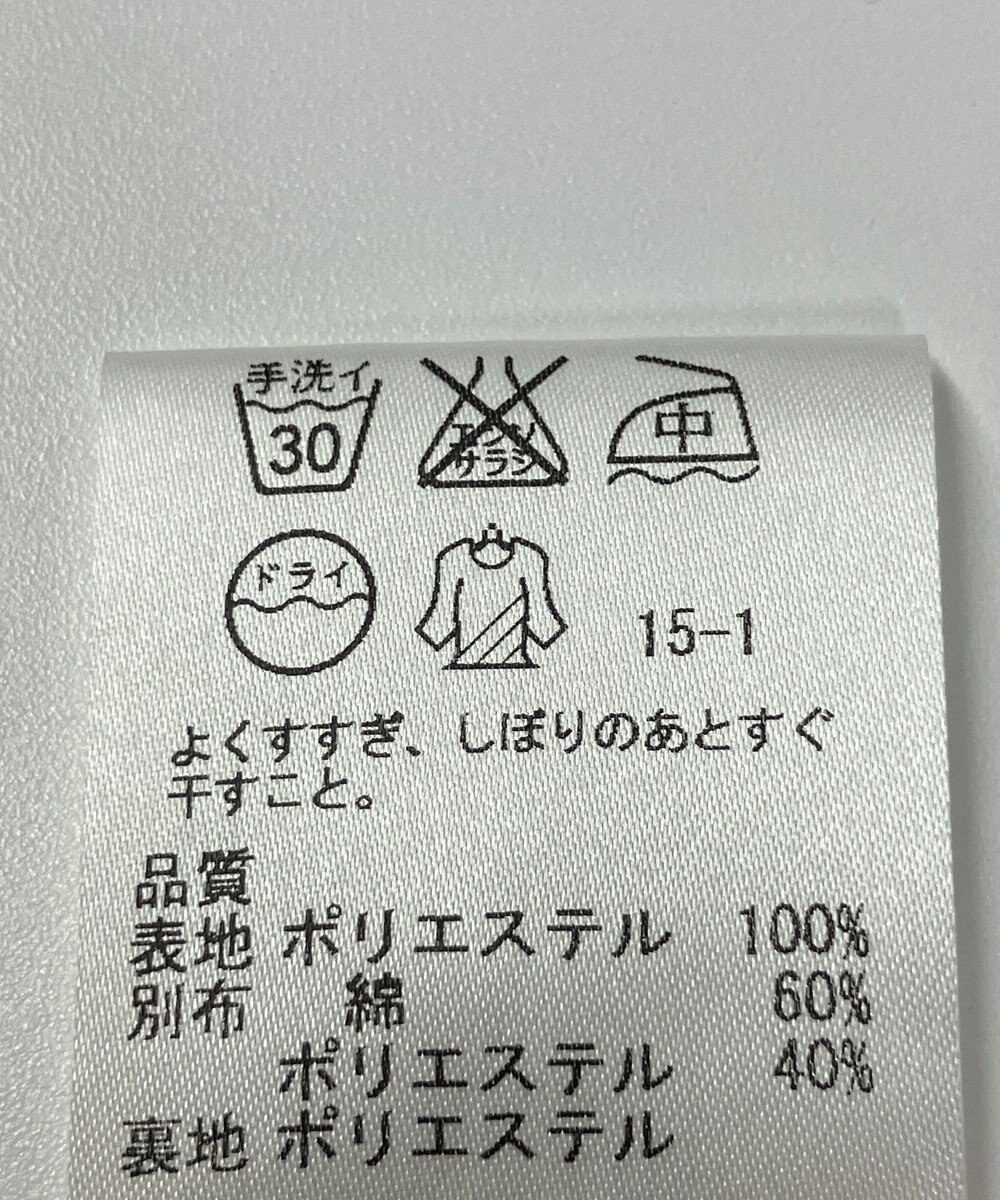 手洗イ
30
エンソ
サラシ
中
ドライ
15-1
よくすすぎ、しぼりのあとすぐ
干すこと。
品質
表地 ポリエステル 100%
別布 綿 60%
ポリエステル 40%
裏地 ポリエステル